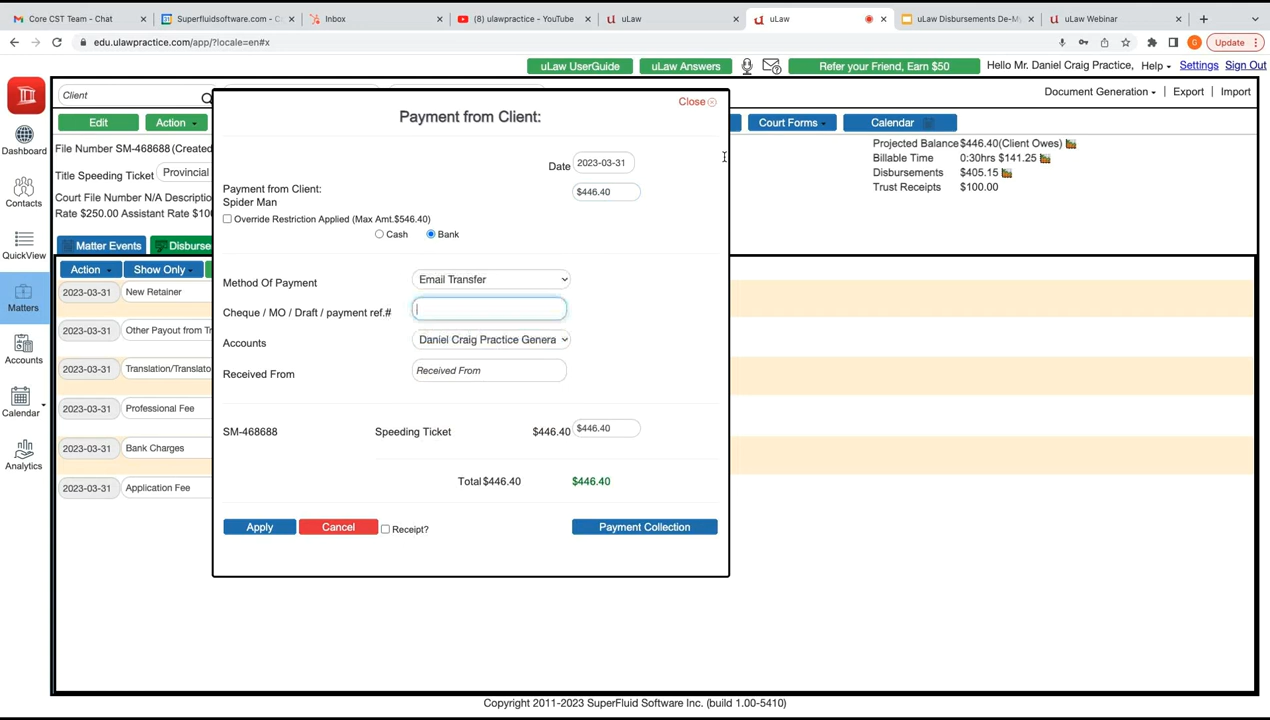 Core CST Team - Chat
Superfluidsoftware.com - C
Inbox
(8) ulawpractice - YouTube
uLaw
uLaw
uLaw Disbursements De-My
uLaw Webinar
edu.ulawpractice.com/app/?locale=en#x
G
Update
uLaw UserGuide
uLaw Answers
Refer your Friend, Earn $50
Hello Mr. Daniel Craig Practice,
Help
Settings
Sign Out
Client
Document Generation
Export
Import
Edit
Action
Court Forms
Calendar
File Number SM-468688 (Created
Title Speeding Ticket
Provincial
Court File Number N/A Descriptio
Rate $250.00 Assistant Rate $10
Projected Balance $446.40(Client Owes)
Billable Time 0:30hrs $141.25
Disbursements $405.15
Trust Receipts $100.00
Dashboard
Contacts
QuickView
Matters
Accounts
Calendar
Analytics
Matter Events
Disburse
Action
Show Only
2023-03-31 New Retainer
2023-03-31 Other Payout from Tr
2023-03-31 Translation/Translato
2023-03-31 Professional Fee
2023-03-31 Bank Charges
2023-03-31 Application Fee
Close
Payment from Client:
Date 2023-03-31
Payment from Client: $446.40
Spider Man
Override Restriction Applied (Max Amt.$546.40)
Cash Bank
Method Of Payment Email Transfer
Cheque / MO / Draft / payment ref.#
Accounts Daniel Craig Practice Genera
Received From Received From
SM-468688 Speeding Ticket $446.40 $446.40
Total $446.40 $446.40
Apply Cancel Receipt? Payment Collection
Copyright 2011-2023 SuperFluid Software Inc. (build 1.00-5410)